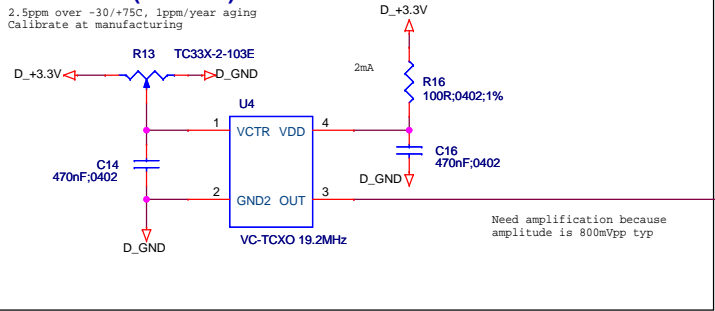 2.5ppm over -30/+75C, 1ppm/year aging
Calibrate at manufacturing
D_+3.3V
R13 TC33X-2-103E
D_+3.3V
D_GND
2mA
R16
100R;0402;1%
U4
1 VCTR VDD 4
C14
470nF;0402
C16
470nF;0402
D_GND
2 GND2 OUT 3
VC-TCXO 19.2MHz
D_GND
Need amplification because
amplitude is 800mVpp typ